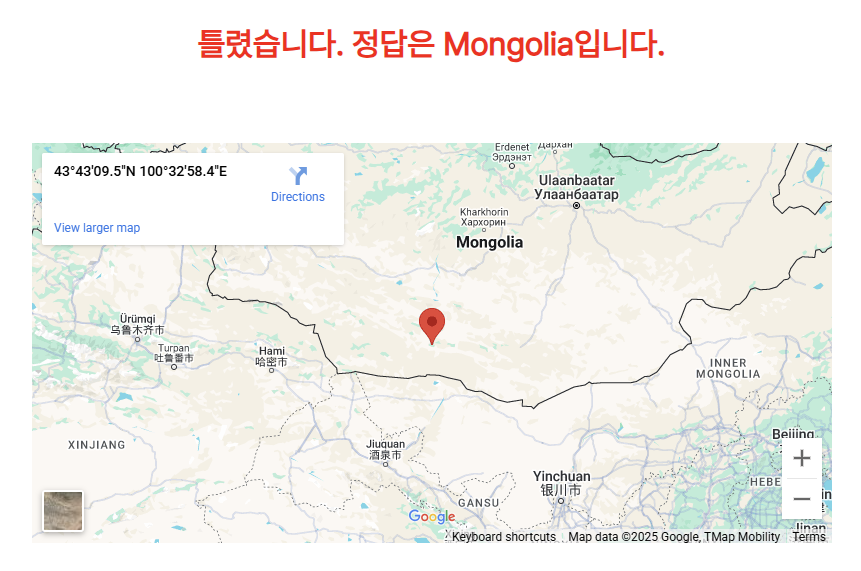 틀렸습니다. 정답은 Mongolia입니다.
43°43'09.5"N 100°32'58.4"E
Directions
View larger map
Erdenet
Эрдэнэт
Дархан
Ulaanbaatar
Улаанбаатар
Kharkhorin
Хархорин
Mongolia
Ürümqi
乌鲁木齐市
Turpan
吐鲁番市
Hami
哈密市
INNER
MONGOLIA
XINJIANG
Jiuquan
酒泉市
Beijing
Yinchuan
银川市
GANSU
HEBE
Jinan
Google
Keyboard shortcuts
Map data ©2025 Google, TMap Mobility
Terms